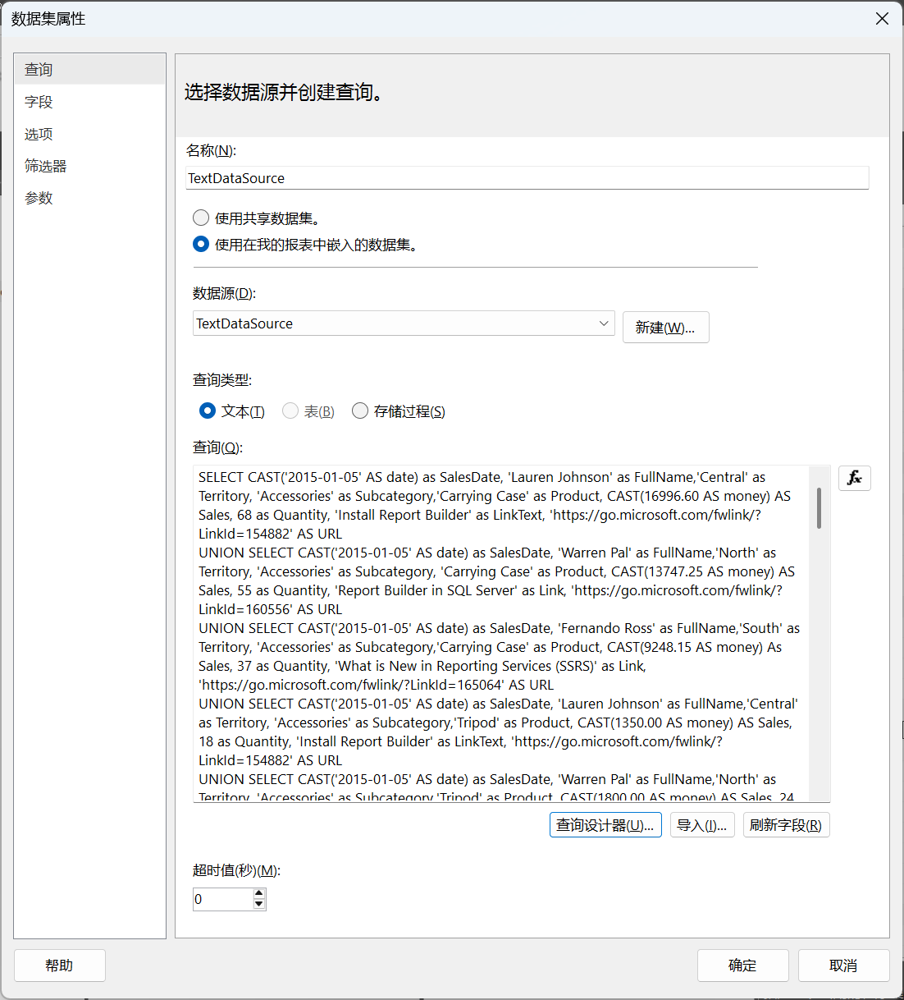 数据集属性
查询
字段
选项
筛选器
参数
选择数据源并创建查询。
名称(N):
TextDataSource
使用共享数据集。
使用在我的报表中嵌入的数据集。
数据源(D):
TextDataSource
新建(W)...
查询类型:
文本(T) 表(B) 存储过程(S)
查询(Q):
SELECT CAST('2015-01-05' AS date) as SalesDate, 'Lauren Johnson' as FullName,'Central' as
Territory, 'Accessories' as Subcategory,'Carrying Case' as Product, CAST(16996.60 AS money) AS
Sales, 68 as Quantity, 'Install Report Builder' as LinkText, 'https://go.microsoft.com/fwlink/?
LinkId=154882' AS URL
UNION SELECT CAST('2015-01-05' AS date) as SalesDate, 'Warren Pal' as FullName,'North' as
Territory, 'Accessories' as Subcategory, 'Carrying Case' as Product, CAST(13747.25 AS money) AS
Sales, 55 as Quantity, 'Report Builder in SQL Server' as Link, 'https://go.microsoft.com/fwlink/?
LinkId=160556' AS URL
UNION SELECT CAST('2015-01-05' AS date) as SalesDate, 'Fernando Ross' as FullName,'South' as
Territory, 'Accessories' as Subcategory,'Carrying Case' as Product, CAST(9248.15 AS money) As
Sales, 37 as Quantity, 'What is New in Reporting Services (SSRS)' as Link,
'https://go.microsoft.com/fwlink/?LinkId=165064' AS URL
UNION SELECT CAST('2015-01-05' AS date) as SalesDate, 'Lauren Johnson' as FullName,'Central'
as Territory, 'Accessories' as Subcategory,'Tripod' as Product, CAST(1350.00 AS money) AS Sales,
18 as Quantity, 'Install Report Builder' as LinkText, 'https://go.microsoft.com/fwlink/?
LinkId=154882' AS URL
UNION SELECT CAST('2015-01-05' AS date) as SalesDate, 'Warren Pal' as FullName,'North' as
Territory, 'Accessories' as Subcategory,'Tripod' as Product, CAST(1800.00 AS money) AS Sales, 24
fx
查询设计器(U)... 导入(I)... 刷新字段(R)
超时值(秒)(M):
0
帮助 确定 取消